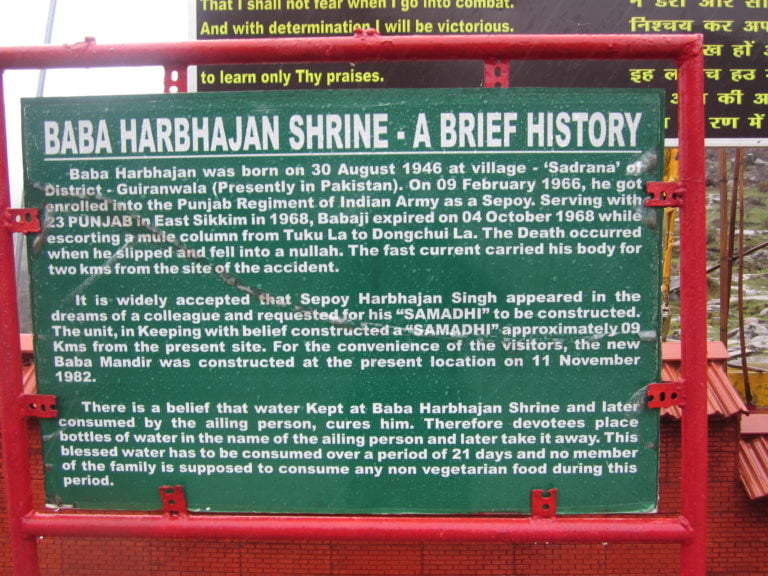 That I shall not fear when I go into combat.
And with determination I will be victorious.
to learn only Thy praises.
निश्चय कर
BABA HARBHAJAN SHRINE - A BRIEF HISTORY
Baba Harbhajan was born on 30 August 1946 at village - 'Sadrana' of
District - Guiranwala (Presently in Pakistan). On 09 February 1966, he got
enrolled into the Punjab Regiment of Indian Army as a Sepoy. Serving with
23 PUNJAB in East Sikkim in 1968, Babaji expired on 04 October 1968 while
escorting a mule column from Tuku La to Dongchui La. The Death occurred
when he slipped and fell into a nullah. The fast current carried his body for
two kms from the site of the accident.
It is widely accepted that Sepoy Harbhajan Singh appeared in the
dreams of a colleague and requested for his "SAMADHI" to be constructed.
The unit, in Keeping with belief constructed a "SAMADHI" approximately 09
Kms from the present site. For the convenience of the visitors, the new
Baba Mandir was constructed at the present location on 11 November
1982.
There is a belief that water Kept at Baba Harbhajan Shrine and later
consumed by the ailing person, cures him. Therefore devotees place
bottles of water in the name of the ailing person and later take it away. This
blessed water has to be consumed over a period of 21 days and no member
of the family is supposed to consume any non vegetarian food during this
period.